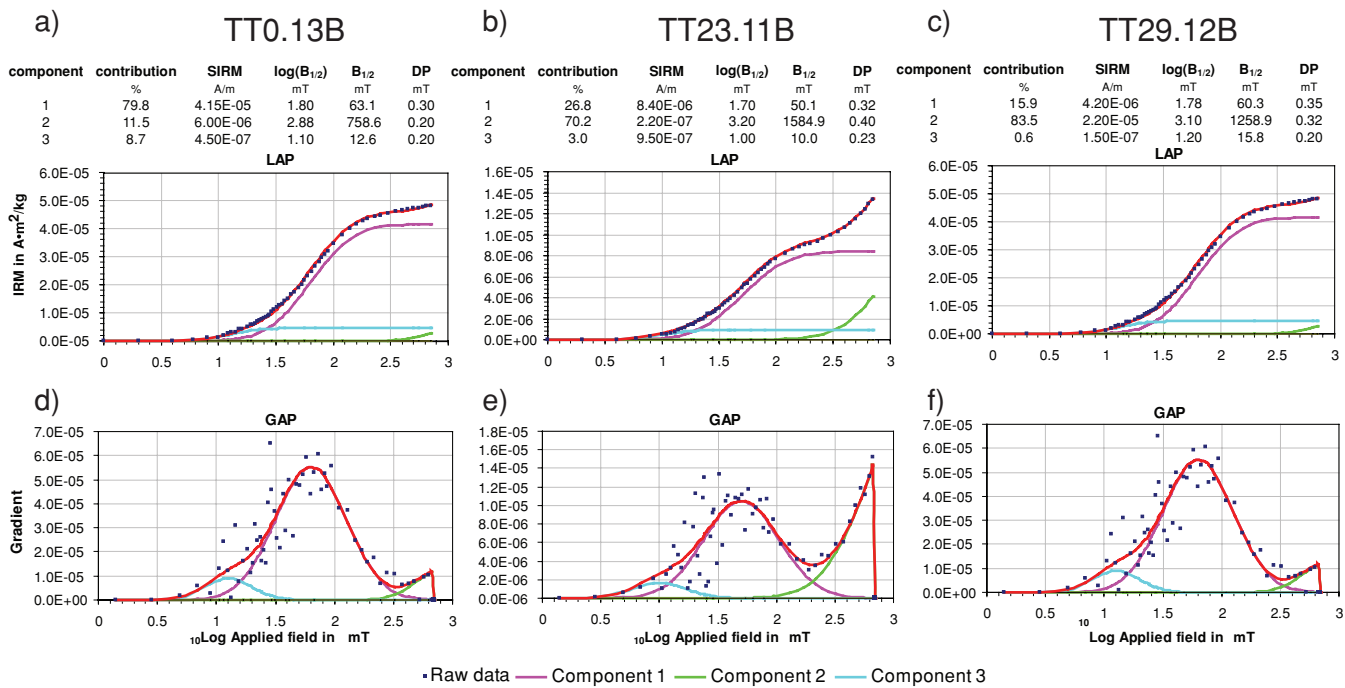 a) TT0.13B
component contribution SIRM log(B1/2) B1/2 DP
% A/m mT mT
1 79.8 4.15E-05 1.80 63.1 0.30
2 11.5 6.00E-06 2.88 758.6 0.20
3 8.7 4.50E-07 1.10 12.6 0.20
LAP
6.0E-05
5.0E-05
4.0E-05
3.0E-05
2.0E-05
1.0E-05
0.0E-05
IRM in A•m²/kg
0 0.5 1 1.5 2 2.5 3
b) TT23.11B
component contribution SIRM log(B1/2) B1/2 DP
% A/m mT mT
1 26.8 8.40E-06 1.70 50.1 0.32
2 70.2 2.20E-07 3.20 1584.9 0.40
3 3.0 9.50E-07 1.00 10.0 0.23
LAP
1.6E-05
1.4E-05
1.2E-05
1.0E-05
8.0E-06
6.0E-06
4.0E-06
2.0E-06
0.0E+00
0 0.5 1 1.5 2 2.5 3
c) TT29.12B
component contribution SIRM log(B1/2) B1/2 DP
% A/m mT mT
1 15.9 4.20E-06 1.78 60.3 0.35
2 83.5 2.20E-05 3.10 1258.9 0.32
3 0.6 1.50E-07 1.20 15.8 0.20
LAP
6.0E-05
5.0E-05
4.0E-05
3.0E-05
2.0E-05
1.0E-05
0.0E+00
0 0.5 1 1.5 2 2.5 3
d)
GAP
7.0E-05
6.0E-05
5.0E-05
4.0E-05
3.0E-05
2.0E-05
1.0E-05
0.0E+00
Gradient
0 0.5 1 1.5 2 2.5 3
10Log Applied field in mT
e)
GAP
1.8E-05
1.6E-05
1.4E-05
1.2E-05
1.0E-05
8.0E-06
6.0E-06
4.0E-06
2.0E-06
0.0E-06
0 0.5 1 1.5 2 2.5 3
10Log Applied field in mT
f)
GAP
7.0E-05
6.0E-05
5.0E-05
4.0E-05
3.0E-05
2.0E-05
1.0E-05
0.0E+00
0 0.5 1 1.5 2 2.5 3
10
Log Applied field in mT
Raw data Component 1 Component 2 Component 3